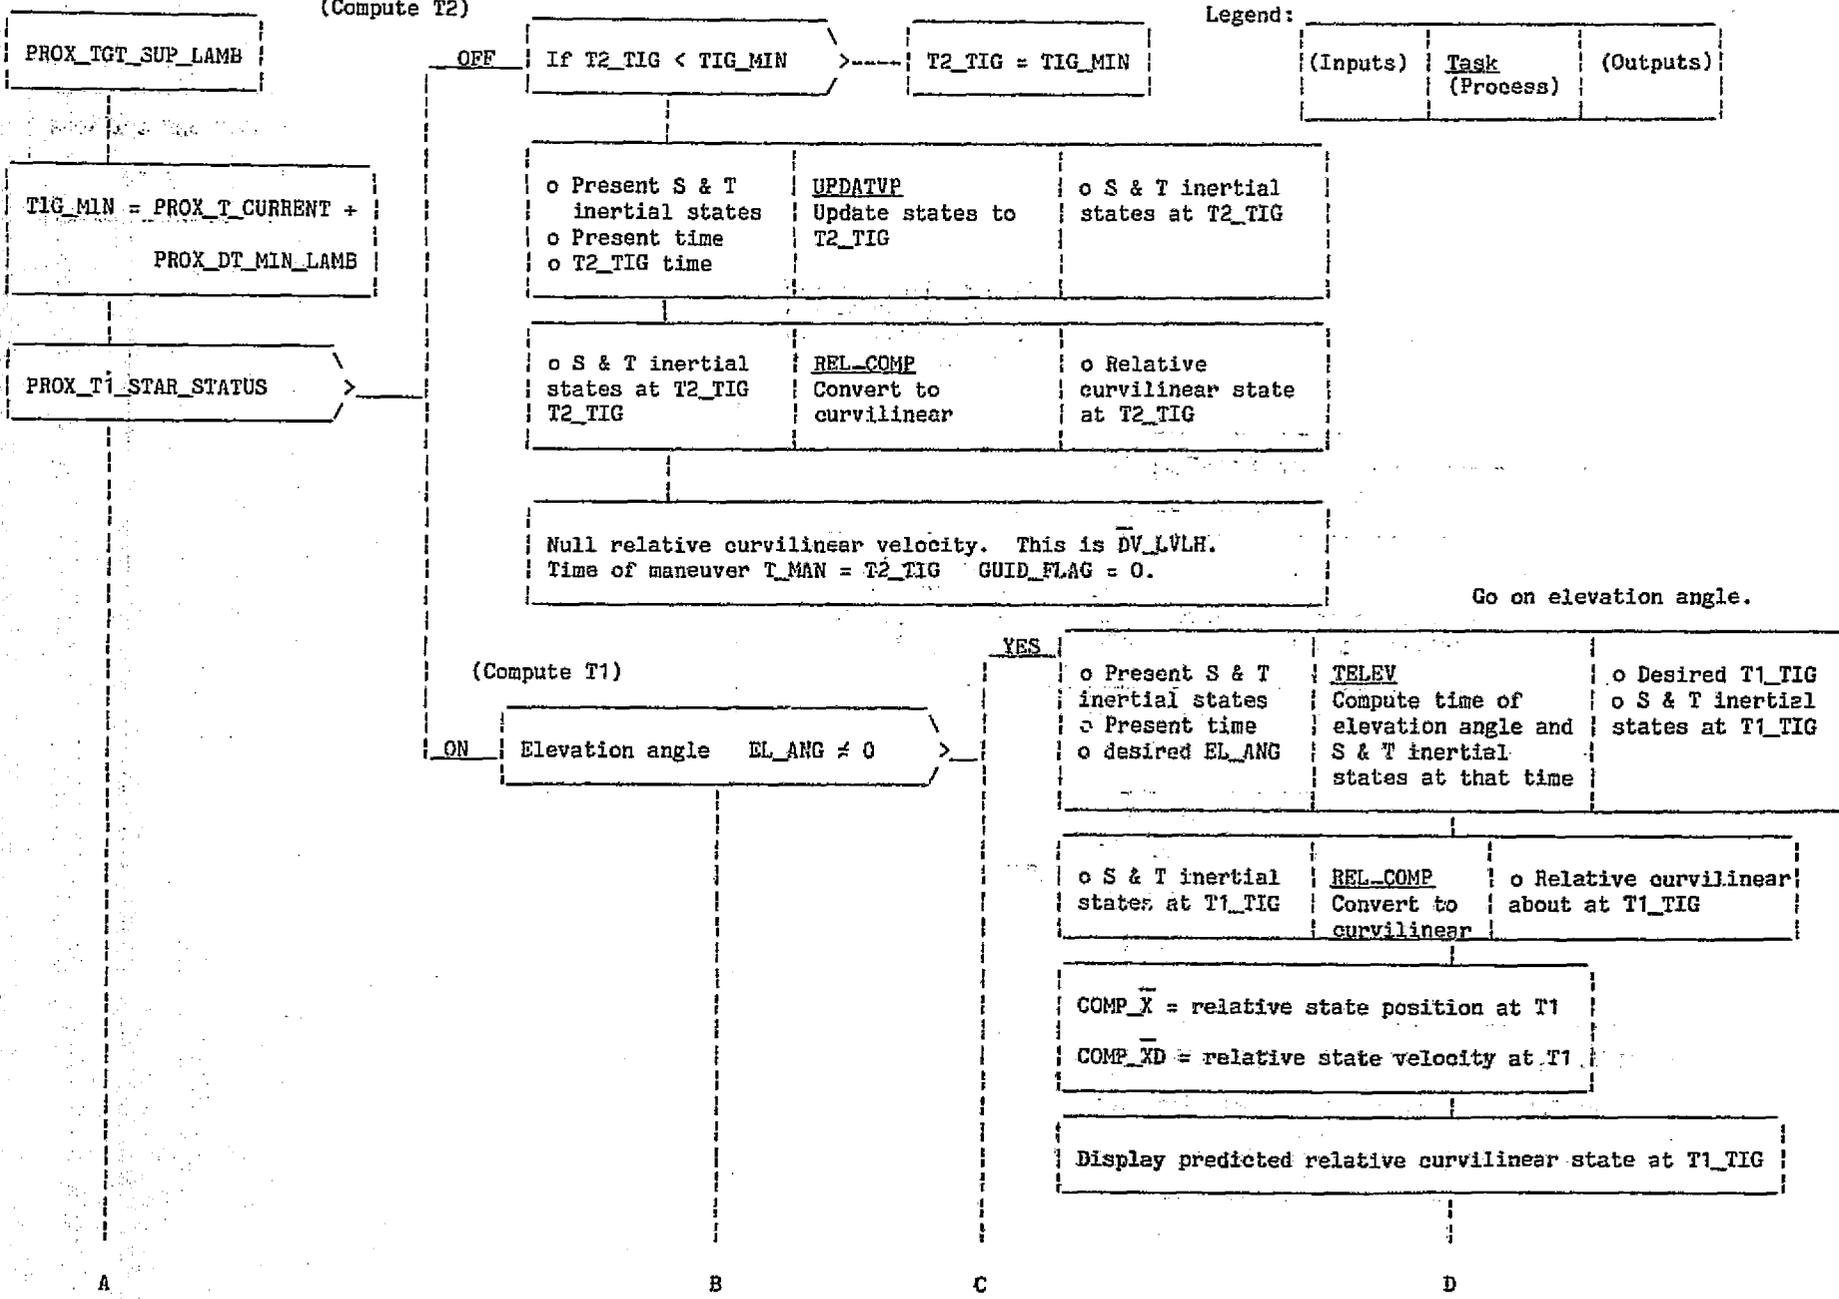 (Compute T2)
Legend:
PROX_TGT_SUP_LAMB
OFF
If T2_TIG < TIG_MIN
T2_TIG = TIG_MIN
(Inputs)
Task
(Process)
(Outputs)
TIG_MIN = PROX_T_CURRENT +
PROX_DT_MIN_LAMB
o Present S & T
inertial states
o Present time
o T2_TIG time
UPDATVP
Update states to
T2_TIG
o S & T inertial
states at T2_TIG
PROX_T1_STAR_STATUS
o S & T inertial
states at T2_TIG
T2_TIG
REL_COMP
Convert to
curvilinear
o Relative
curvilinear state
at T2_TIG
Null relative curvilinear velocity. This is D̅V_LVLH.
Time of maneuver T_MAN = T2_TIG GUID_FLAG = 0.
Go on elevation angle.
(Compute T1)
ON
Elevation angle EL_ANG ≠ 0
YES
o Present S & T
inertial states
o Present time
o desired EL_ANG
TELEV
Compute time of
elevation angle and
S & T inertial
states at that time
o Desired T1_TIG
o S & T inertial
states at T1_TIG
o S & T inertial
states at T1_TIG
REL_COMP
Convert to
curvilinear
o Relative curvilinear
about at T1_TIG
COMP_X̅ = relative state position at T1
COMP_X̅D = relative state velocity at T1
Display predicted relative curvilinear state at T1_TIG
A
B
C
D